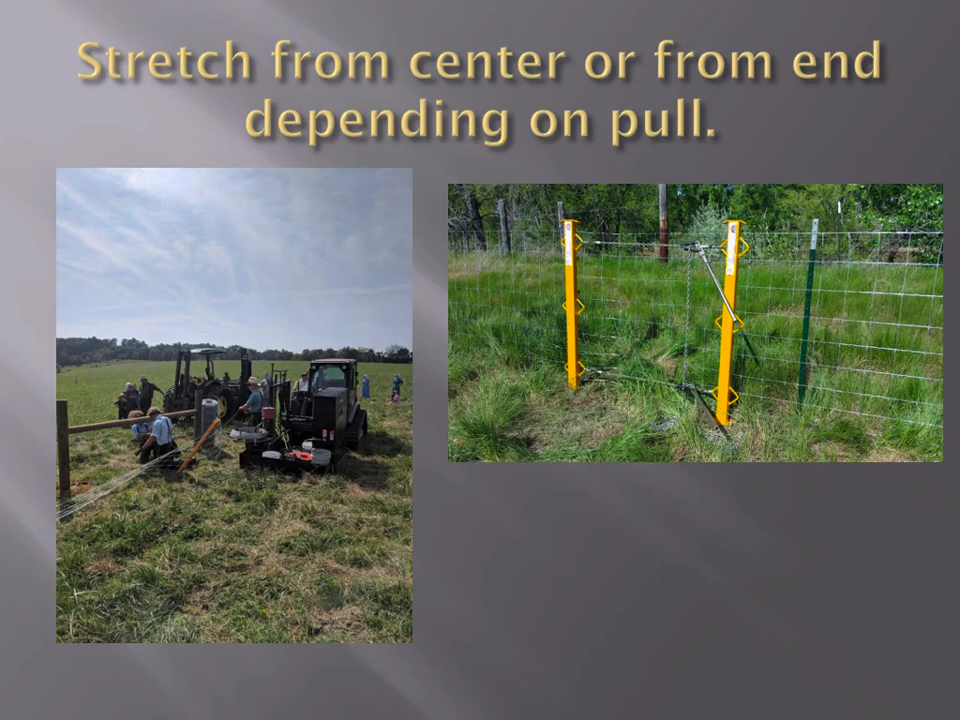 Stretch from center or from end
depending on pull.